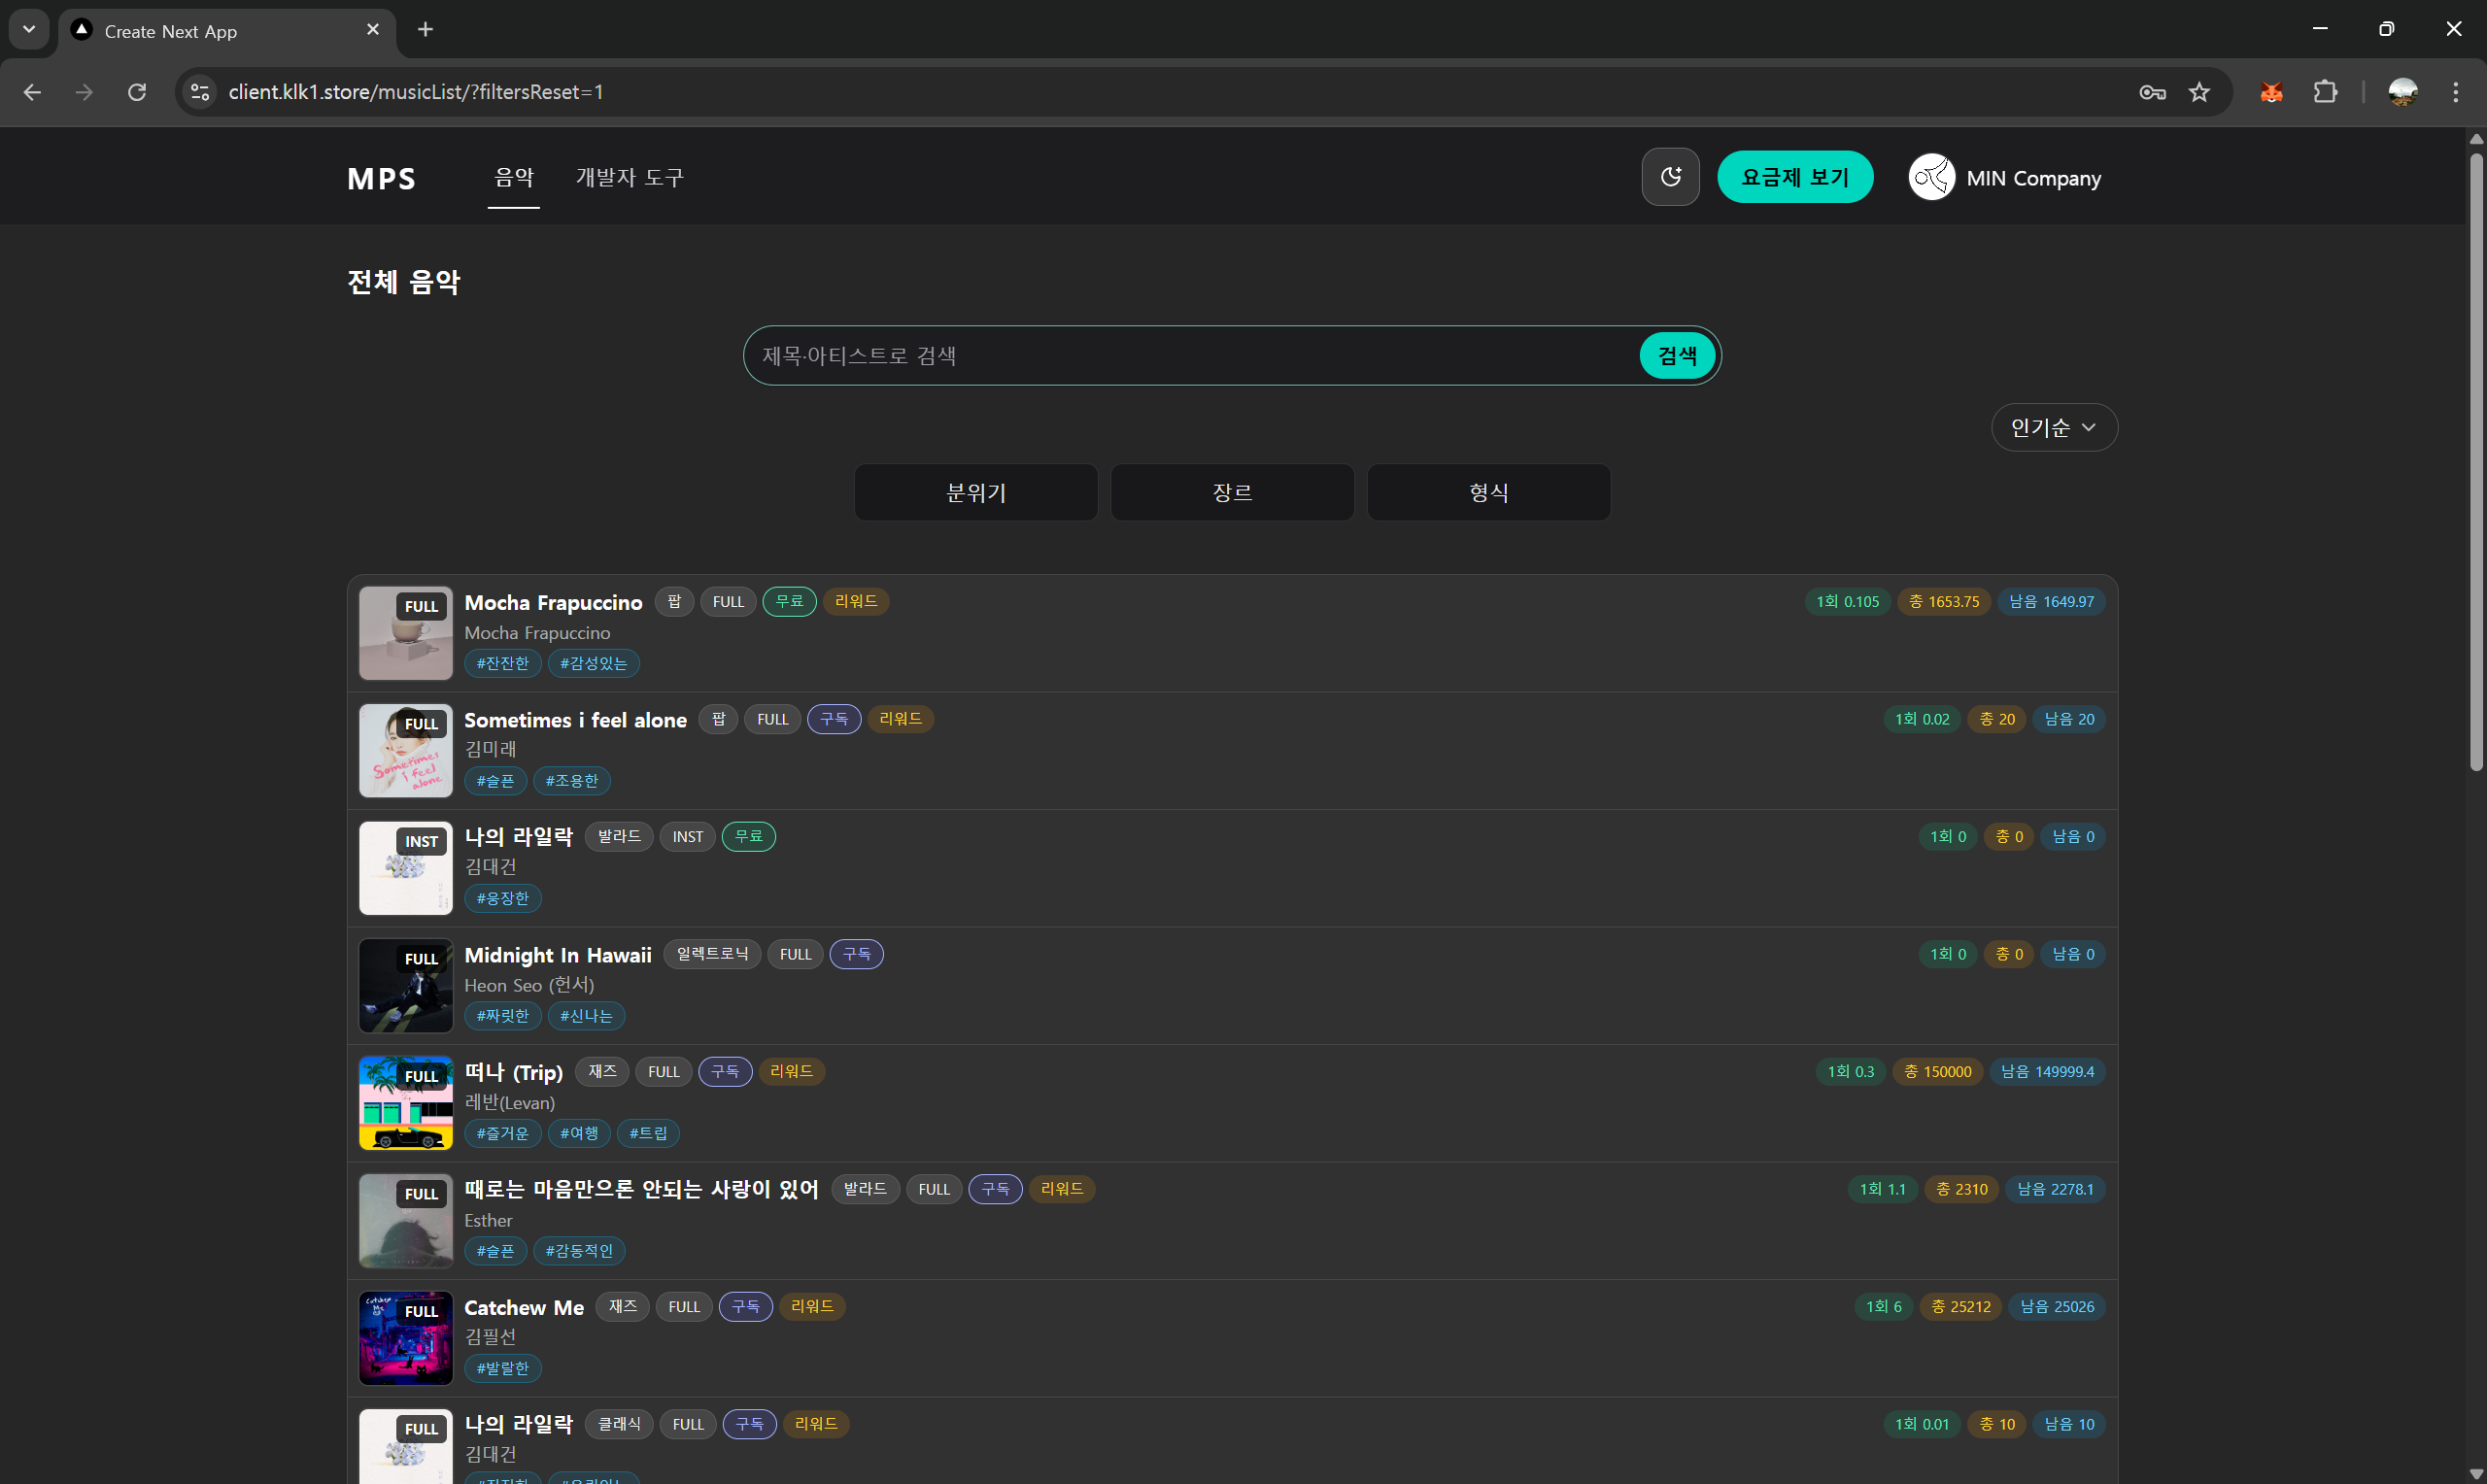 Create Next App
client.klk1.store/musicList/?filtersReset=1
MPS 음악 개발자 도구 요금제 보기 MIN Company
전체 음악
제목·아티스트로 검색 검색
인기순
분위기 장르 형식
FULL Mocha Frapuccino 팝 FULL 무료 리워드 1회 0.105 총 1653.75 남음 1649.97
Mocha Frapuccino
#잔잔한 #감성있는
FULL Sometimes i feel alone 팝 FULL 구독 리워드 1회 0.02 총 20 남음 20
김미래
Sometimes i feel alone
#슬픈 #조용한
INST 나의 라일락 발라드 INST 무료 1회 0 총 0 남음 0
김대건
#웅장한
FULL Midnight In Hawaii 일렉트로닉 FULL 구독 1회 0 총 0 남음 0
Heon Seo (헌서)
#짜릿한 #신나는
FULL 떠나 (Trip) 재즈 FULL 구독 리워드 1회 0.3 총 150000 남음 149999.4
레반(Levan)
#즐거운 #여행 #트립
FULL 때로는 마음만으론 안되는 사랑이 있어 발라드 FULL 구독 리워드 1회 1.1 총 2310 남음 2278.1
Esther
#슬픈 #감동적인
Catchew Me FULL Catchew Me 재즈 FULL 구독 리워드 1회 6 총 25212 남음 25026
김필선
#발랄한
FULL 나의 라일락 클래식 FULL 구독 리워드 1회 0.01 총 10 남음 10
김대건